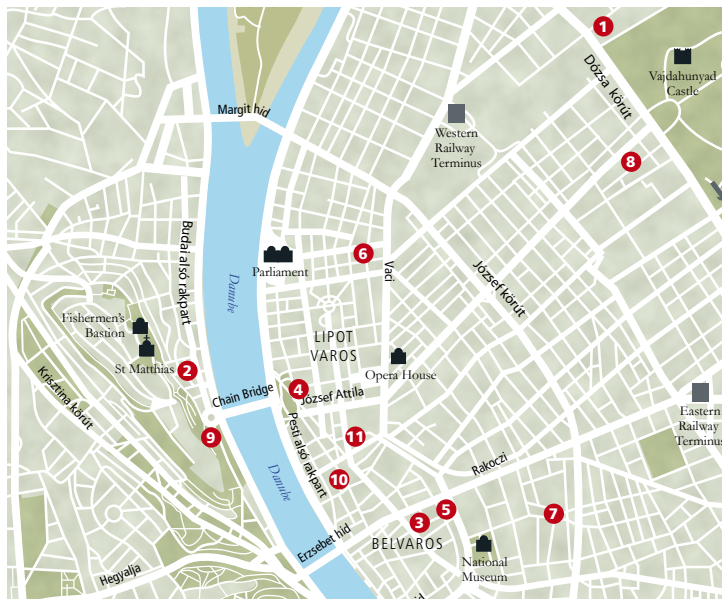 1
Dózsa körút
Vajdahunyad
Castle
Margit híd
Western
Railway
Terminus
8
Budai alsó rakpart
Danube
Parliament
6
Vaci
József körút
Fishermen's
Bastion
St Matthias
2
LIPOT
VAROS
Opera House
Krisztina körút
Chain Bridge
4
József Attila
Eastern
Railway
Terminus
9
Pesti alsó rakpart
11
Danube
10
Rakoczi
3
5
7
Erzsebet híd
BELVAROS
National
Museum
Hegyalja
híd